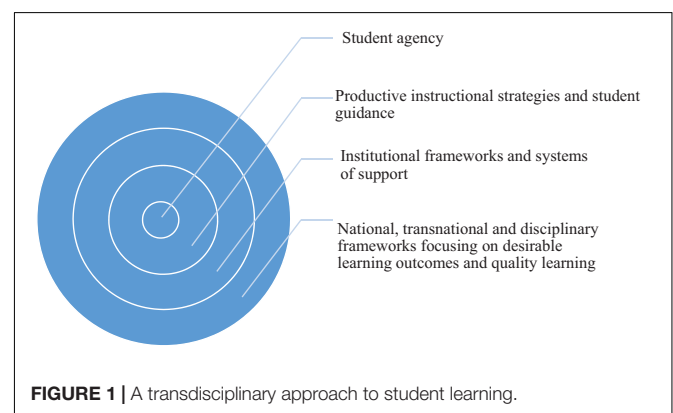 Student agency
Productive instructional strategies and student
guidance
Institutional frameworks and systems
of support
National, transnational and disciplinary
frameworks focusing on desirable
learning outcomes and quality learning
FIGURE 1 | A transdisciplinary approach to student learning.